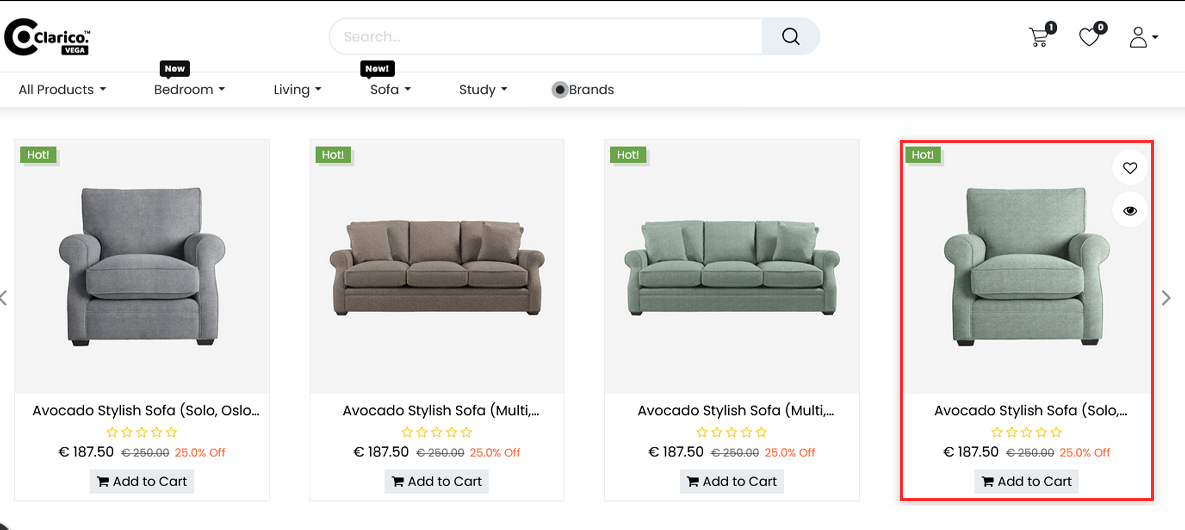 Clarico.™
VEGA
Search...
1
0
New
New!
All Products
Bedroom
Living
Sofa
Study
Brands
Hot!
Hot!
Hot!
Hot!
Avocado Stylish Sofa (Solo, Oslo...
€ 187.50 € 250.00 25.0% Off
Add to Cart
Avocado Stylish Sofa (Multi,...
€ 187.50 € 250.00 25.0% Off
Add to Cart
Avocado Stylish Sofa (Multi,...
€ 187.50 € 250.00 25.0% Off
Add to Cart
Avocado Stylish Sofa (Solo,...
€ 187.50 € 250.00 25.0% Off
Add to Cart